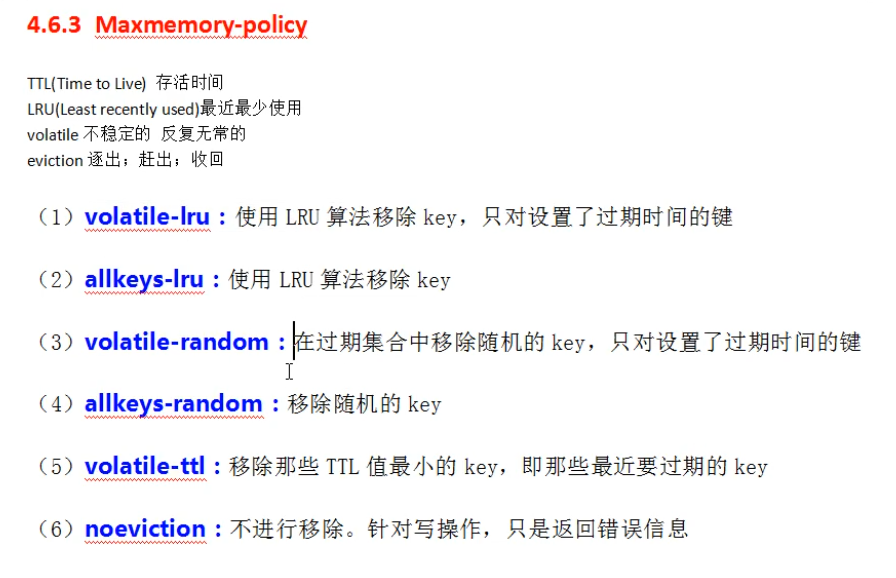 4.6.3 Maxmemory-policy
TTL(Time to Live) 存活时间
LRU(Least recently used)最近最少使用
volatile 不稳定的 反复无常的
eviction 逐出；赶出；收回
（1）volatile-lru：使用 LRU 算法移除 key，只对设置了过期时间的键
（2）allkeys-lru：使用 LRU 算法移除 key
（3）volatile-random：在过期集合中移除随机的 key，只对设置了过期时间的键
（4）allkeys-random：移除随机的 key
（5）volatile-ttl：移除那些 TTL 值最小的 key，即那些最近要过期的 key
（6）noeviction：不进行移除。针对写操作，只是返回错误信息